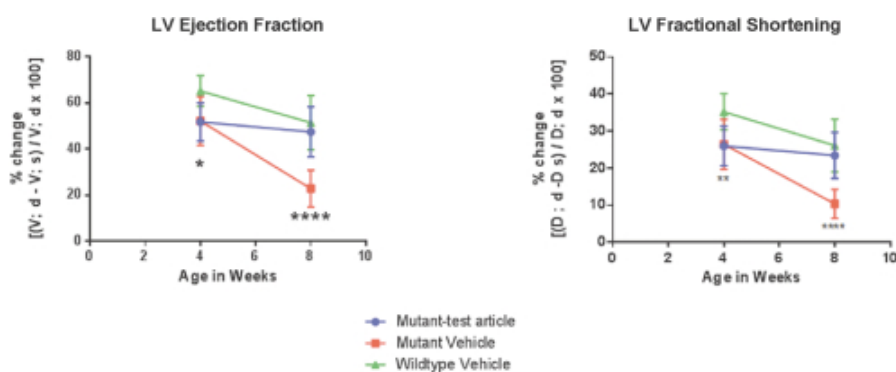 LV Ejection Fraction
% change
[(V; d - V; s) / V; d x 100]
80
60
40
20
0
*
****
0 2 4 6 8 10
Age in Weeks
LV Fractional Shortening
% change
[(D : d -D s) / D; d x 100]
50
40
30
20
10
0
**
****
0 2 4 6 8 10
Age in Weeks
Mutant-test article
Mutant Vehicle
Wildtype Vehicle